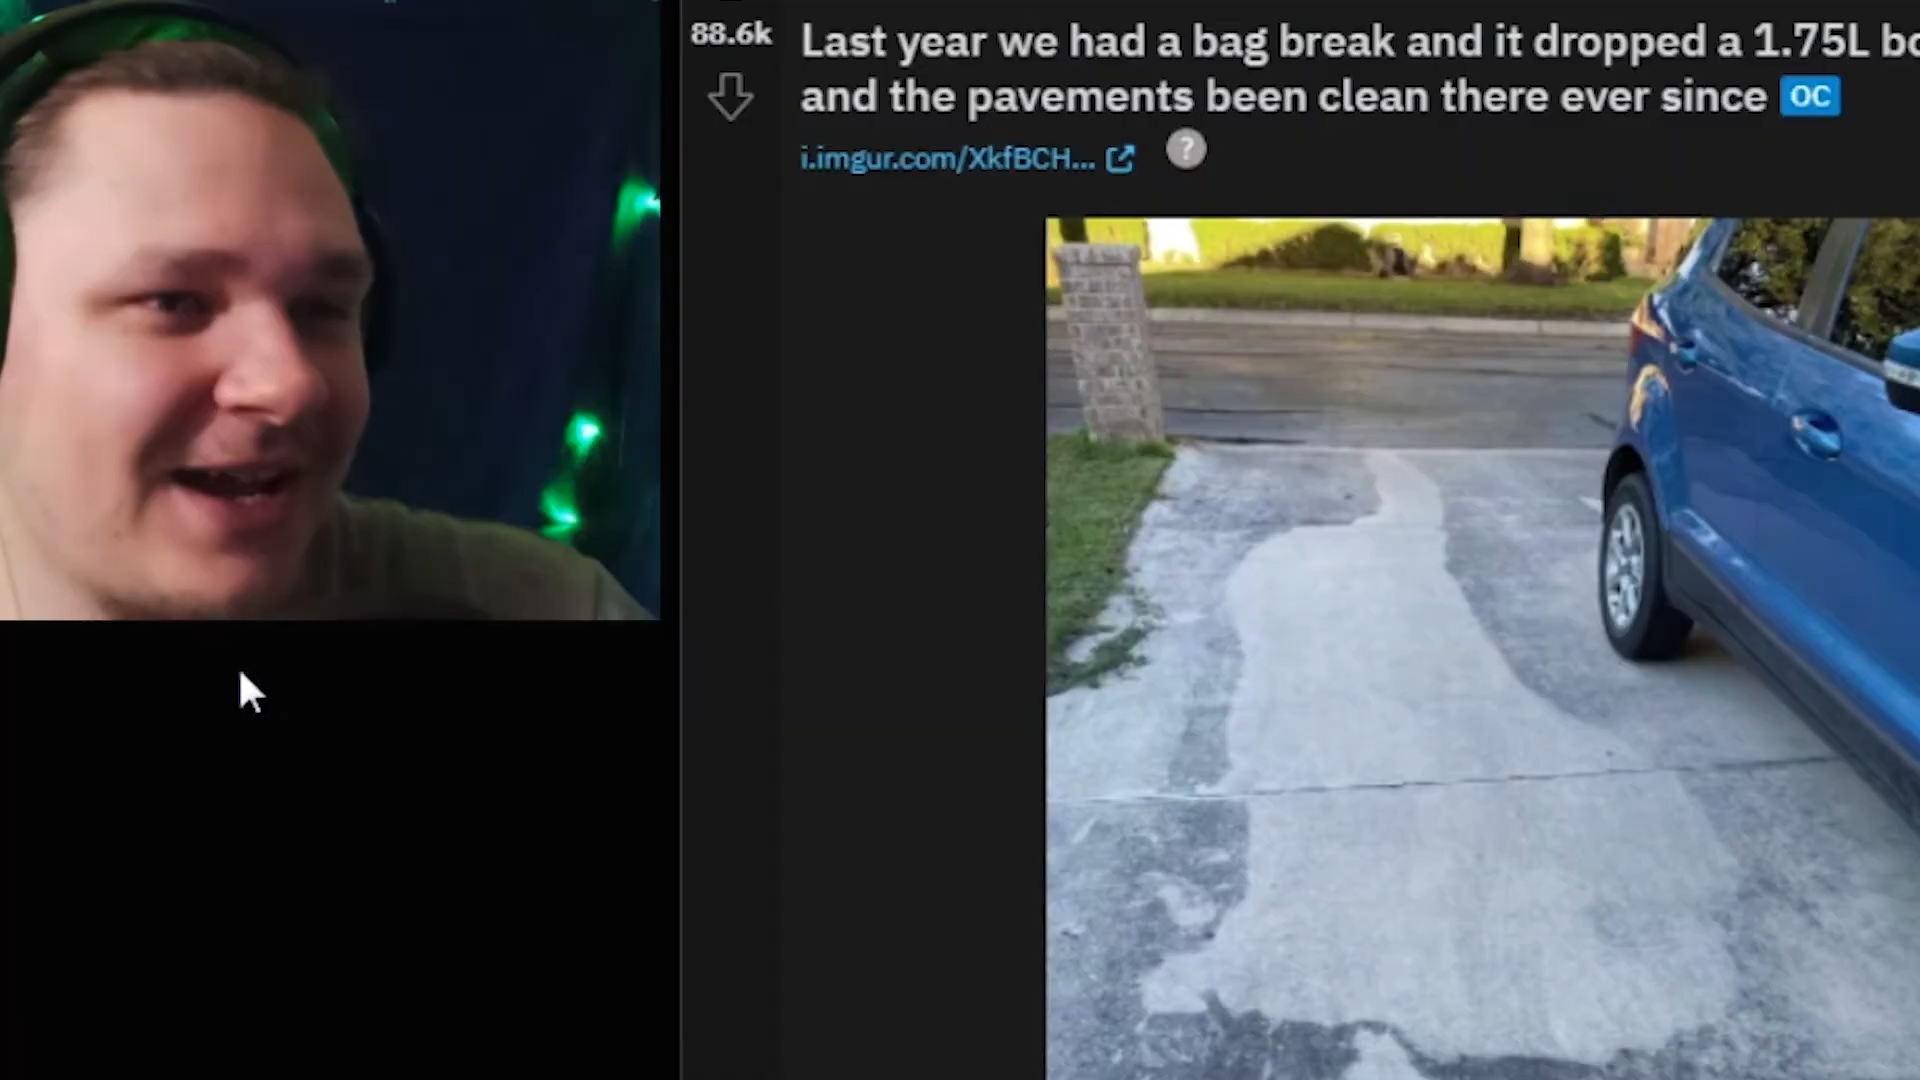 88.6k
Last year we had a bag break and it dropped a 1.75L
and the pavements been clean there ever since OC
i.imgur.com/XkfBCH...
?